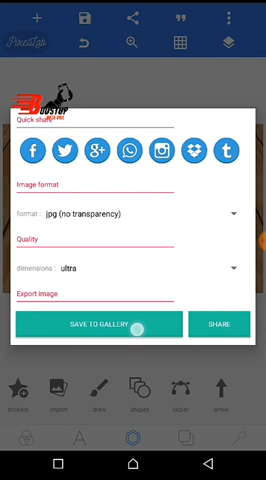 PixelLab
BOOSTUP
Quick share
Image format
format : jpg (no transparency)
Quality
dimensions : ultra
Export image
SAVE TO GALLERY
SHARE
stickers
import
draw
shapes
bezier
arrow